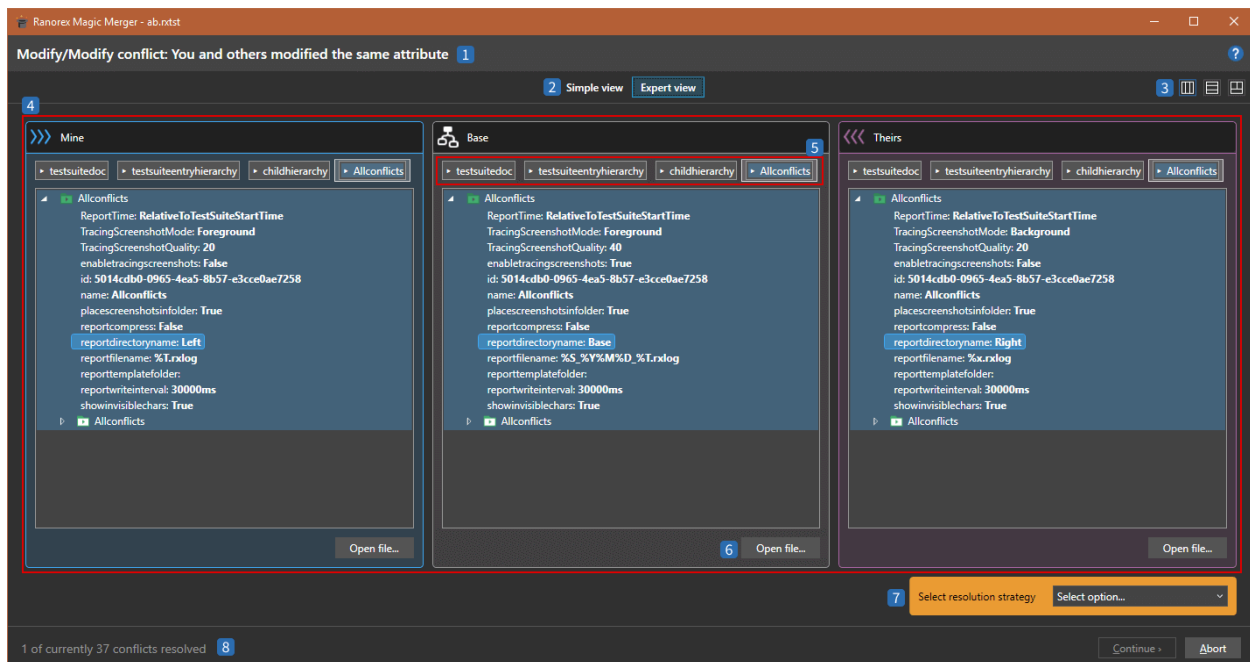 Ranorex Magic Merger - ab.rxtst
Modify/Modify conflict: You and others modified the same attribute 1
?
2 Simple view Expert view
3
4
Mine
testsuitedoc testsuiteentryhierarchy childhierarchy Allconflicts
Allconflicts
ReportTime: RelativeToTestSuiteStartTime
TracingScreenshotMode: Foreground
TracingScreenshotQuality: 20
enabletracingscreenshots: False
id: 5014cdb0-0965-4ea5-8b57-e3cce0ae7258
name: Allconflicts
placescreenshotsinfolder: True
reportcompress: False
reportdirectoryname: Left
reportfilename: %T.rxlog
reporttemplatefolder:
reportwriteinterval: 30000ms
showinvisiblechars: True
Allconflicts
Open file...
Base
5
testsuitedoc testsuiteentryhierarchy childhierarchy Allconflicts
Allconflicts
ReportTime: RelativeToTestSuiteStartTime
TracingScreenshotMode: Foreground
TracingScreenshotQuality: 40
enabletracingscreenshots: True
id: 5014cdb0-0965-4ea5-8b57-e3cce0ae7258
name: Allconflicts
placescreenshotsinfolder: True
reportcompress: False
reportdirectoryname: Base
reportfilename: %S_%Y%M%D_%T.rxlog
reporttemplatefolder:
reportwriteinterval: 30000ms
showinvisiblechars: True
Allconflicts
6 Open file...
Theirs
testsuitedoc testsuiteentryhierarchy childhierarchy Allconflicts
Allconflicts
ReportTime: RelativeToTestSuiteStartTime
TracingScreenshotMode: Background
TracingScreenshotQuality: 20
enabletracingscreenshots: False
id: 5014cdb0-0965-4ea5-8b57-e3cce0ae7258
name: Allconflicts
placescreenshotsinfolder: True
reportcompress: False
reportdirectoryname: Right
reportfilename: %x.rxlog
reporttemplatefolder:
reportwriteinterval: 30000ms
showinvisiblechars: True
Allconflicts
Open file...
7 Select resolution strategy Select option...
1 of currently 37 conflicts resolved 8
Continue › Abort